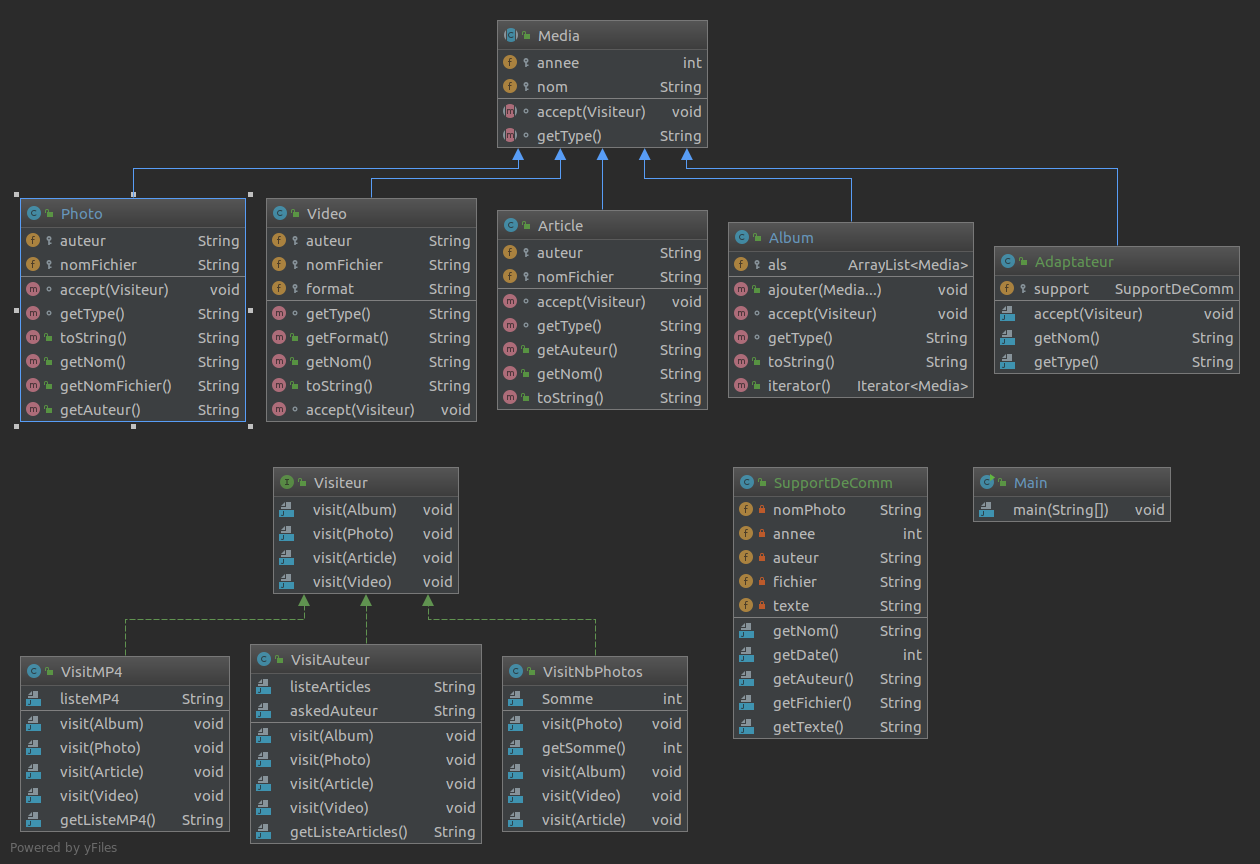 Media
annee int
nom String
accept(Visiteur) void
getType() String
Photo
auteur String
nomFichier String
accept(Visiteur) void
getType() String
toString() String
getNom() String
getNomFichier() String
getAuteur() String
Video
auteur String
nomFichier String
format String
getType() String
getFormat() String
getNom() String
toString() String
accept(Visiteur) void
Article
auteur String
nomFichier String
accept(Visiteur) void
getType() String
getAuteur() String
getNom() String
toString() String
Album
als ArrayList<Media>
ajouter(Media...) void
accept(Visiteur) void
getType() String
toString() String
iterator() Iterator<Media>
Adaptateur
support SupportDeComm
accept(Visiteur) void
getNom() String
getType() String
Visiteur
visit(Album) void
visit(Photo) void
visit(Article) void
visit(Video) void
SupportDeComm
nomPhoto String
annee int
auteur String
fichier String
texte String
getNom() String
getDate() int
getAuteur() String
getFichier() String
getTexte() String
Main
main(String[]) void
VisitMP4
listeMP4 String
visit(Album) void
visit(Photo) void
visit(Article) void
visit(Video) void
getListeMP4() String
VisitAuteur
listeArticles String
askedAuteur String
visit(Album) void
visit(Photo) void
visit(Article) void
visit(Video) void
getListeArticles() String
VisitNbPhotos
Somme int
visit(Photo) void
getSomme() int
visit(Album) void
visit(Video) void
visit(Article) void
Powered by yFiles